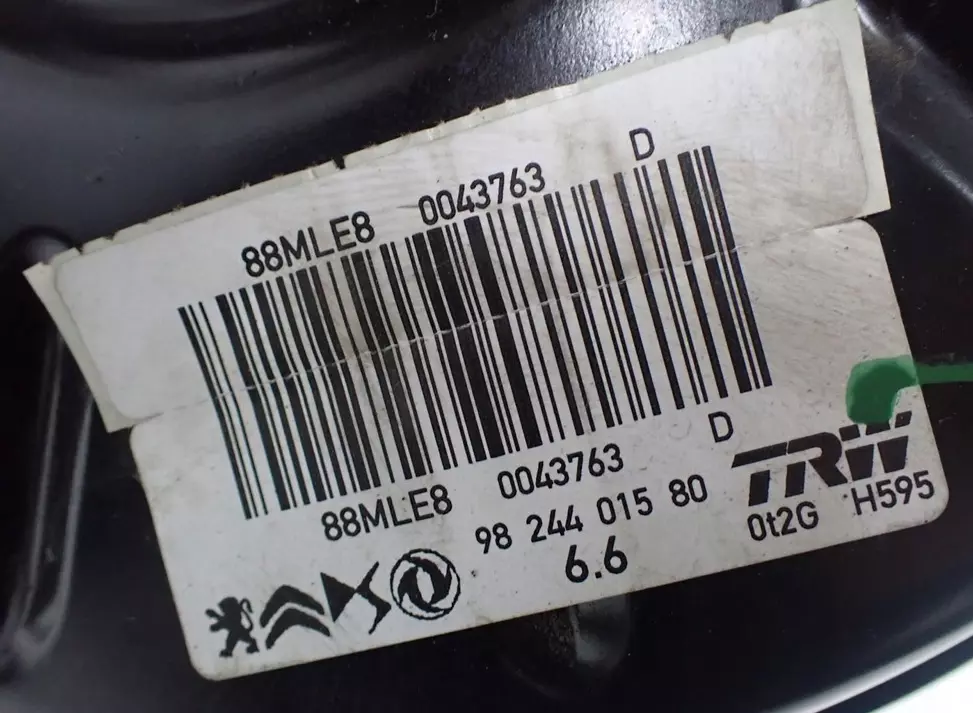 88MLE8 0043763 D
88MLE8 0043763 D
98 244 015 80
6.6
TRW
0t2G H595